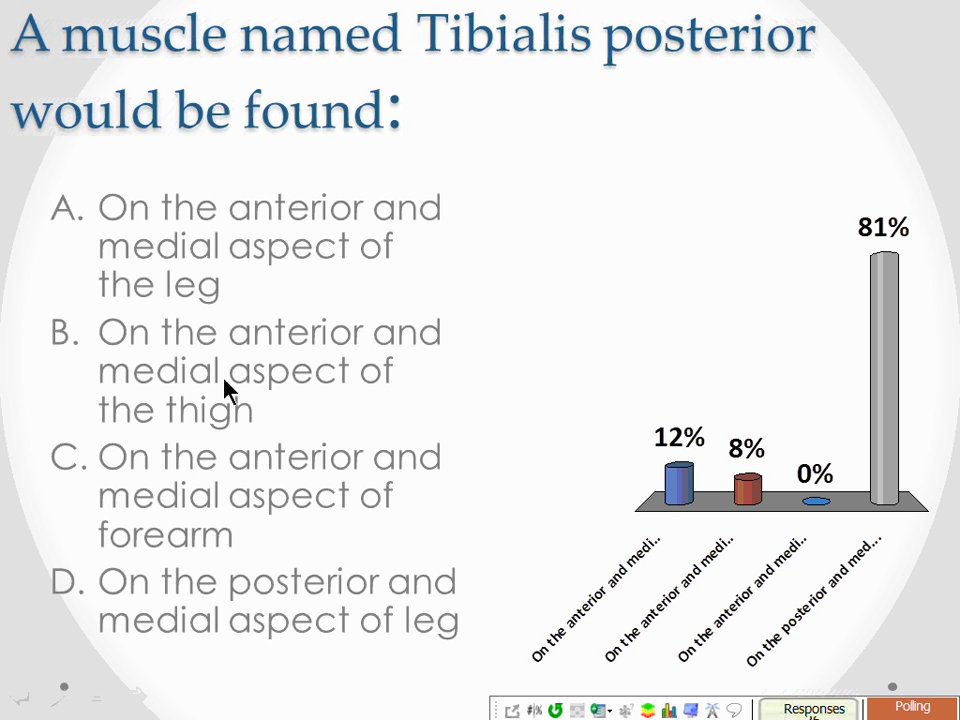 A muscle named Tibialis posterior
would be found:
A. On the anterior and
medial aspect of
the leg
B. On the anterior and
medial aspect of
the thigh
C. On the anterior and
medial aspect of
forearm
D. On the posterior and
medial aspect of leg
81%
12%
8%
0%
On the anterior and medi..
On the anterior and medi..
On the anterior and medi..
On the posterior and med...
Responses
Polling